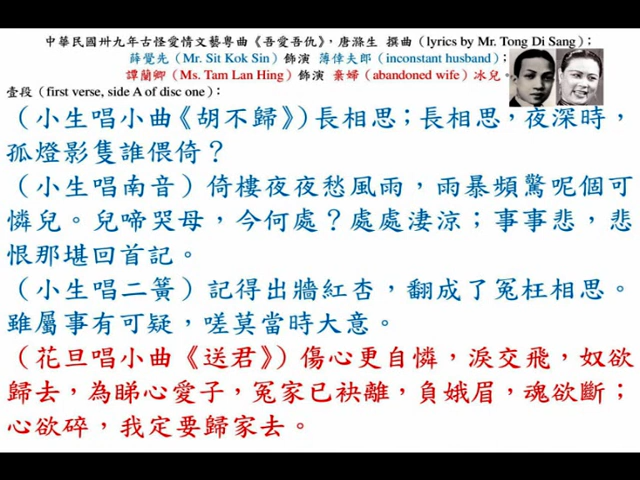 中華民國卅九年古怪愛情文藝粵曲《吾愛吾仇》，唐滌生 撰曲（lyrics by Mr. Tong Di Sang）；
薛覺先（Mr. Sit Kok Sin）飾演 薄倖夫郎（inconstant husband）；
譚蘭卿（Ms. Tam Lan Hing）飾演 棄婦（abandoned wife）冰兒。
壹段（first verse, side A of disc one）：
（小生唱小曲《胡不歸》）長相思；長相思，夜深時，
孤燈影隻誰偎倚？
（小生唱南音）倚樓夜夜愁風雨，雨暴頻驚呢個可
憐兒。兒啼哭母，今何處？處處淒涼；事事悲，悲
恨那堪回首記。
（小生唱二簧）記得出牆紅杏，翻成了冤枉相思。
雖屬事有可疑，嗟莫當時大意。
（花旦唱小曲《送君》）傷心更自憐，淚交飛，奴欲
歸去，為睇心愛子，冤家已袂離，負娥眉，魂欲斷；
心欲碎，我定要歸家去。